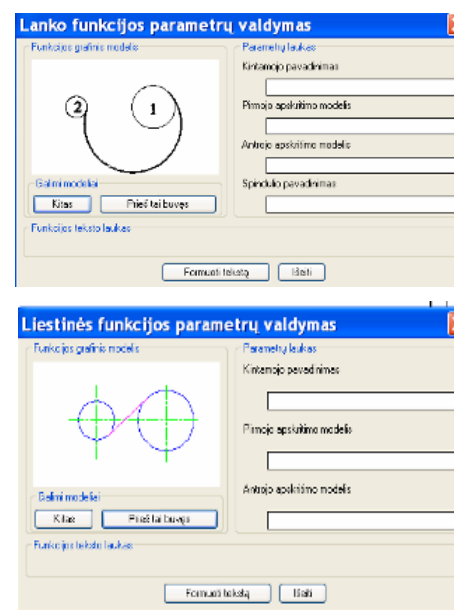 Lanko funkcijos parametrų valdymas
Funkcijos grafinis modelis
Parametrų laukas
Kintamojo pavadinimas
2
1
Pirmojo apskritimo modelis
Antrojo apskritimo modelis
Galimi modeliai
Spindulio pavadinimas
Kitas
Prieš tai buvęs
Funkcijos teksto laukas
Formuoti tekstą
Išeiti
Liestinės funkcijos parametrų valdymas
Funkcijos grafinis modelis
Parametrų laukas
Kintamojo pavadinimas
Pirmojo apskritimo modelis
Antrojo apskritimo modelis
Galimi modeliai
Kitas
Prieš tai buvęs
Funkcijos teksto laukas
Formuoti tekstą
Išeiti